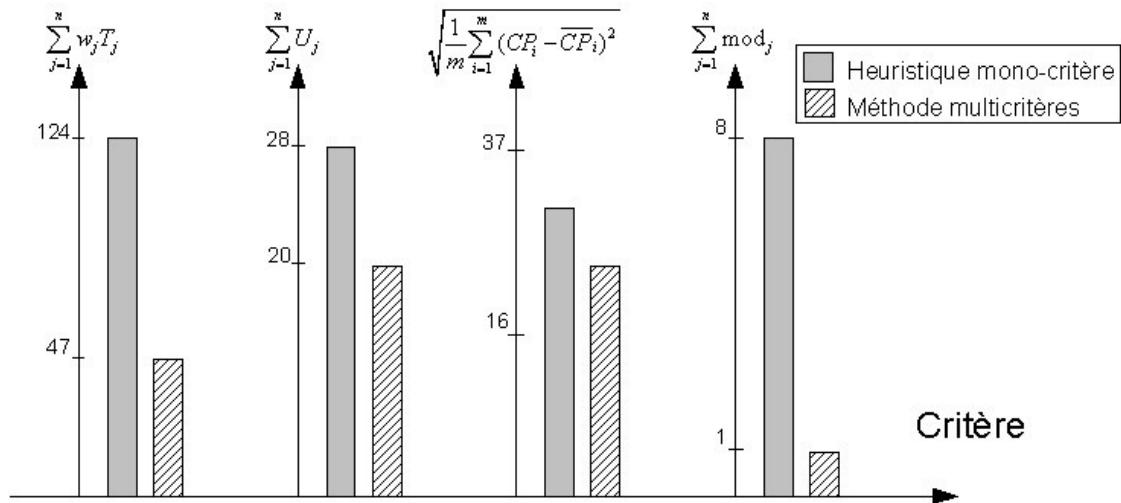 ∑_{j=1}^{n} w_j T_j
∑_{j=1}^{n} U_j
√(1/m ∑_{i=1}^{m} (CP_i − \overline{CP}_i)²)
∑_{j=1}^{n} mod_j
Heuristique mono-critère
Méthode multicritères
124
47
28
20
37
16
8
1
Critère